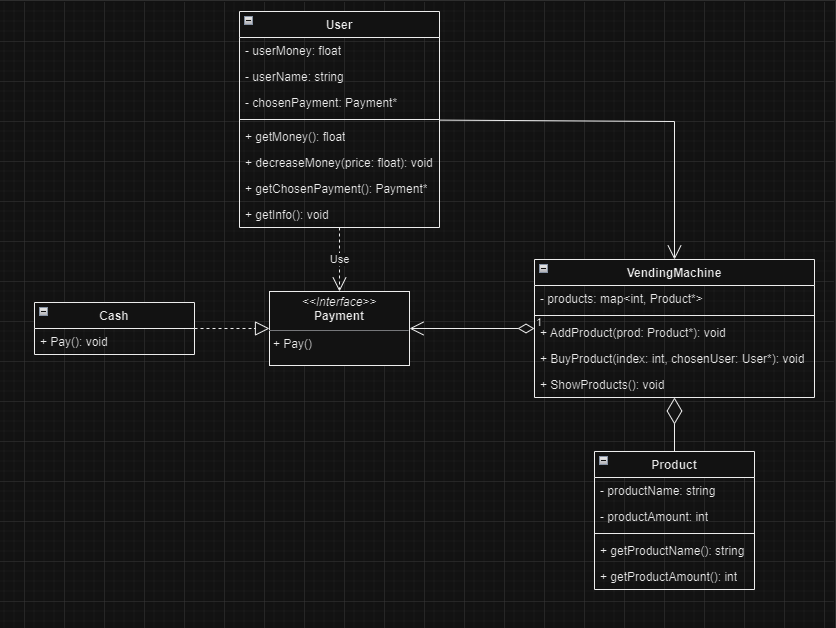 User
- userMoney: float
- userName: string
- chosenPayment: Payment*
+ getMoney(): float
+ decreaseMoney(price: float): void
+ getChosenPayment(): Payment*
+ getInfo(): void
Use
VendingMachine
- products: map<int, Product*>
1
+ AddProduct(prod: Product*): void
+ BuyProduct(index: int, chosenUser: User*): void
+ ShowProducts(): void
<<Interface>>
Payment
+ Pay()
Cash
+ Pay(): void
Product
- productName: string
- productAmount: int
+ getProductName(): string
+ getProductAmount(): int